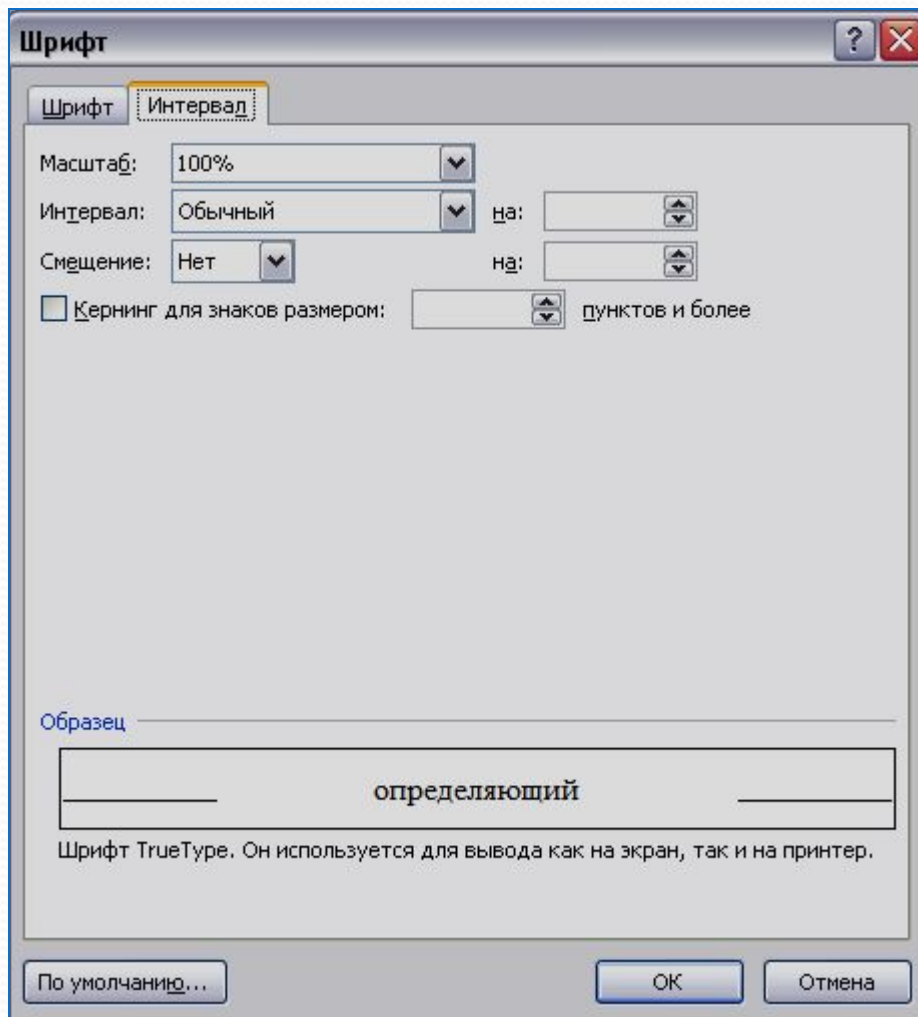 Шрифт
Шрифт Интервал
Масштаб: 100%
Интервал: Обычный на:
Смещение: Нет на:
Кернинг для знаков размером: пунктов и более
Образец
определяющий
Шрифт TrueType. Он используется для вывода как на экран, так и на принтер.
По умолчанию... ОК Отмена